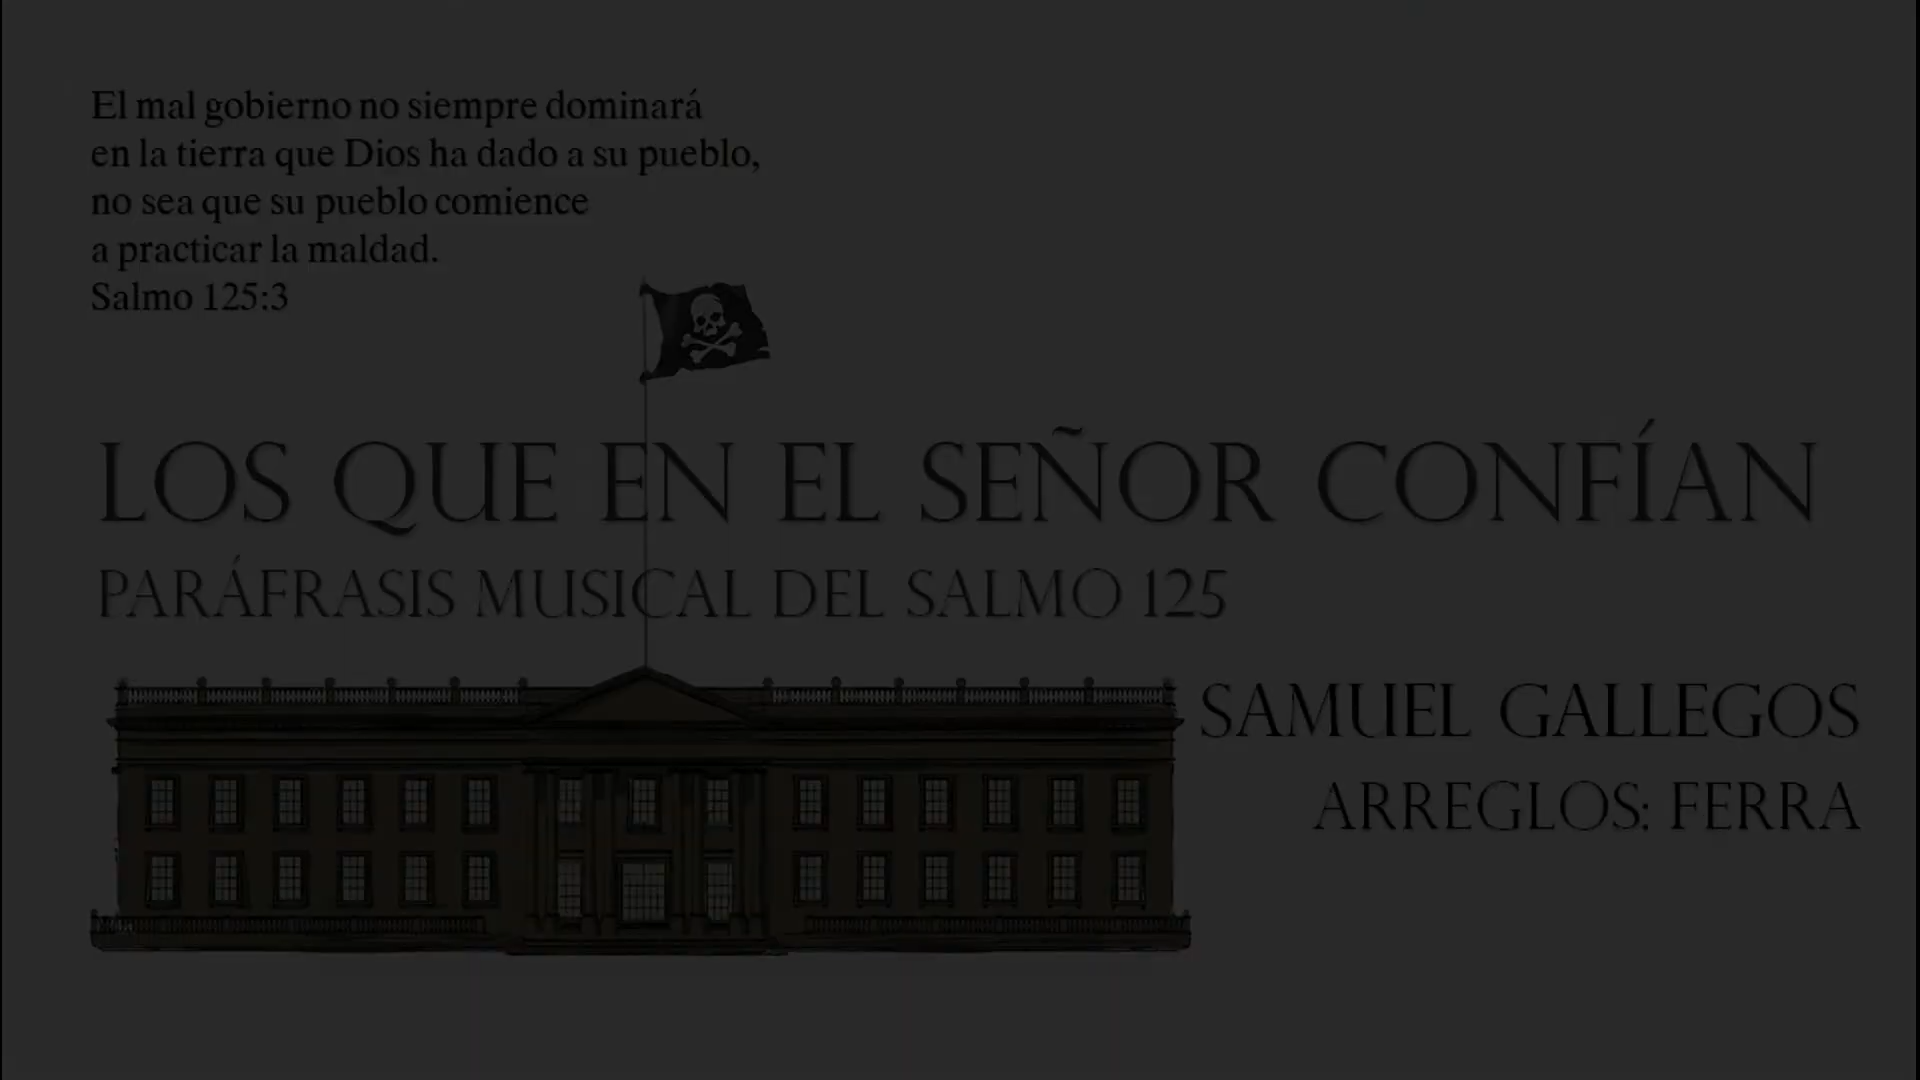 El mal gobierno no siempre dominará
en la tierra que Dios ha dado a su pueblo,
no sea que su pueblo comience
a practicar la maldad.
Salmo 125:3
LOS QUE EN EL SEÑOR CONFÍAN
PARÁFRASIS MUSICAL DEL SALMO 125
SAMUEL GALLEGOS
ARREGLOS: FERRA